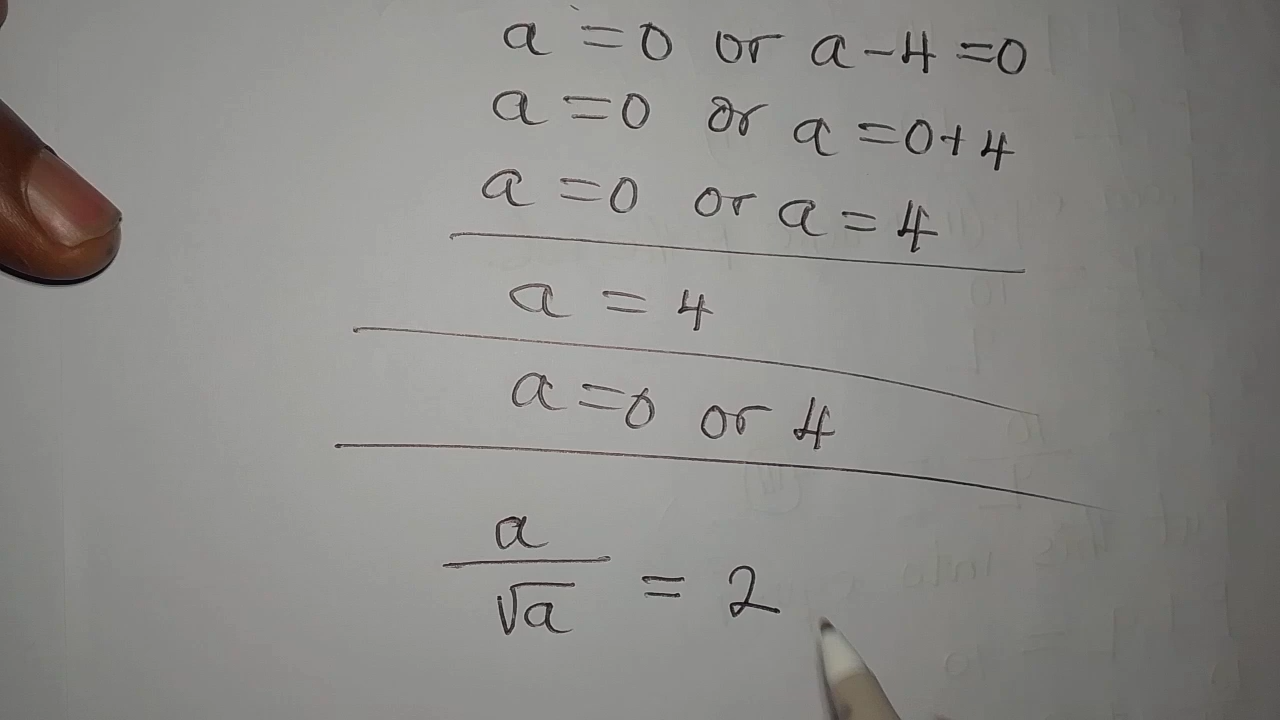 a = 0 or a - 4 = 0
a = 0 or a = 0 + 4
a = 0 or a = 4
a = 4
a = 0 or 4
a
√a = 2